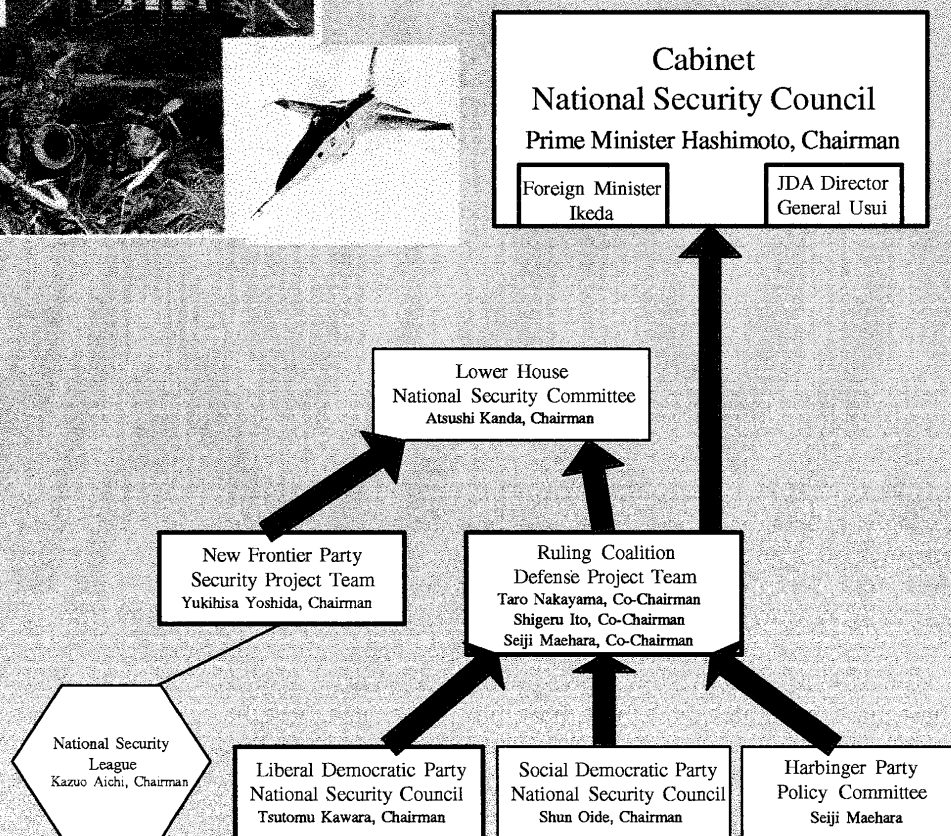 Cabinet
National Security Council
Prime Minister Hashimoto, Chairman
Foreign Minister
Ikeda
JDA Director
General Usui
Lower House
National Security Committee
Atsushi Kanda, Chairman
New Frontier Party
Security Project Team
Yukihisa Yoshida, Chairman
Ruling Coalition
Defense Project Team
Taro Nakayama, Co-Chairman
Shigeru Ito, Co-Chairman
Seiji Maehara, Co-Chairman
National Security
League
Kazuo Aichi, Chairman
Liberal Democratic Party
National Security Council
Tsutomu Kawara, Chairman
Social Democratic Party
National Security Council
Shun Oide, Chairman
Harbinger Party
Policy Committee
Seiji Maehara